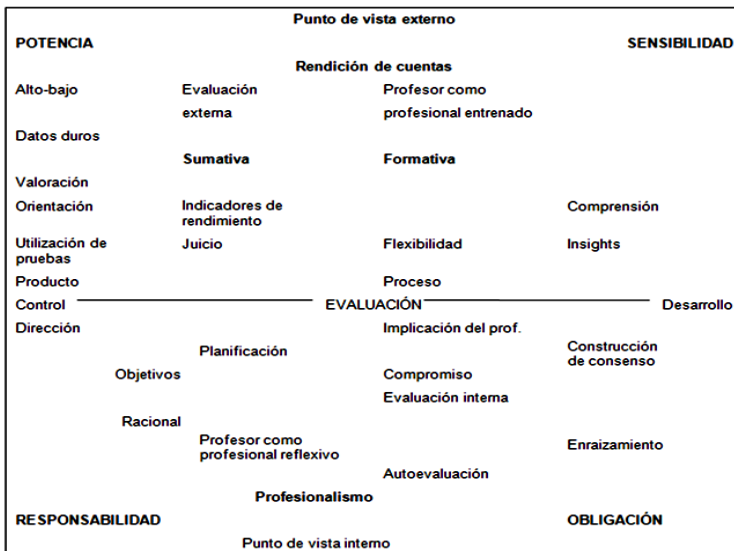 Punto de vista externo
POTENCIA SENSIBILIDAD
Rendición de cuentas
Alto-bajo Evaluación Profesor como
externa profesional entrenado
Datos duros
Sumativa Formativa
Valoración
Orientación Indicadores de Comprensión
rendimiento
Utilización de Juicio Flexibilidad Insights
pruebas
Producto Proceso
Control EVALUACIÓN Desarrollo
Dirección Implicación del prof.
Planificación Construcción
de consenso
Objetivos Compromiso
Evaluación interna
Racional
Profesor como Enraizamiento
profesional reflexivo
Autoevaluación
Profesionalismo
RESPONSABILIDAD OBLIGACIÓN
Punto de vista interno